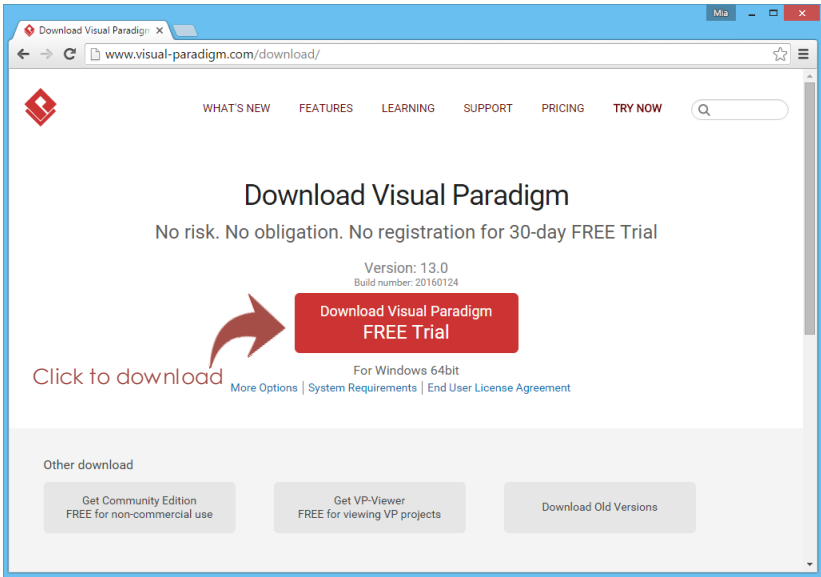 Mia
Download Visual Paradign
www.visual-paradigm.com/download/
WHAT'S NEW FEATURES LEARNING SUPPORT PRICING TRY NOW
Download Visual Paradigm
No risk. No obligation. No registration for 30-day FREE Trial
Version: 13.0
Build number: 20160124
Download Visual Paradigm
FREE Trial
Click to download
For Windows 64bit
More Options | System Requirements | End User License Agreement
Other download
Get Community Edition
FREE for non-commercial use
Get VP-Viewer
FREE for viewing VP projects
Download Old Versions